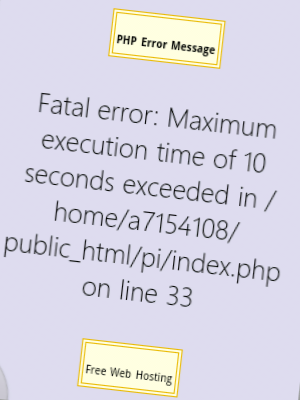 PHP Error Message
Fatal error: Maximum
execution time of 10
seconds exceeded in /
home/a7154108/
public_html/pi/index.php
on line 33
Free Web Hosting